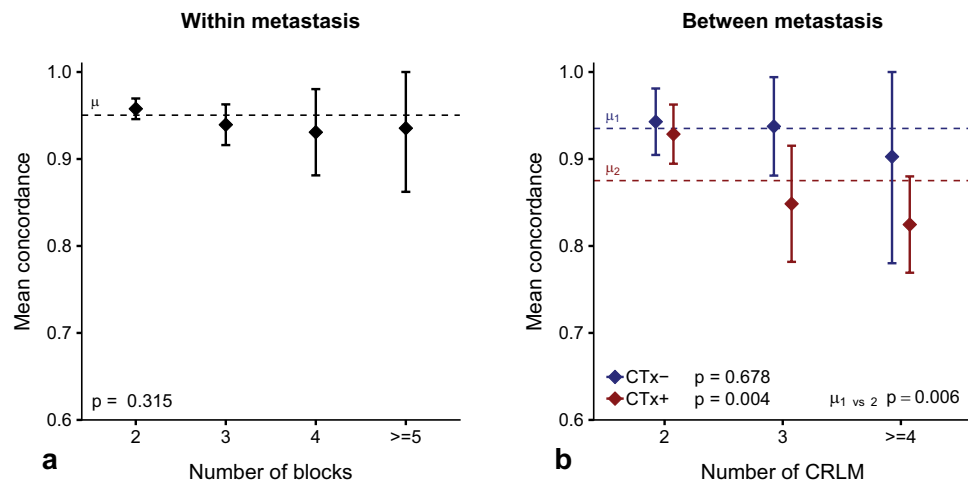 Within metastasis
Mean concordance
1.0
0.9
0.8
0.7
0.6
μ
p = 0.315
2 3 4 >=5
Number of blocks
a
Between metastasis
Mean concordance
1.0
0.9
0.8
0.7
0.6
μ1
μ2
CTx− p = 0.678
CTx+ p = 0.004
μ1 vs 2 p = 0.006
2 3 >=4
Number of CRLM
b